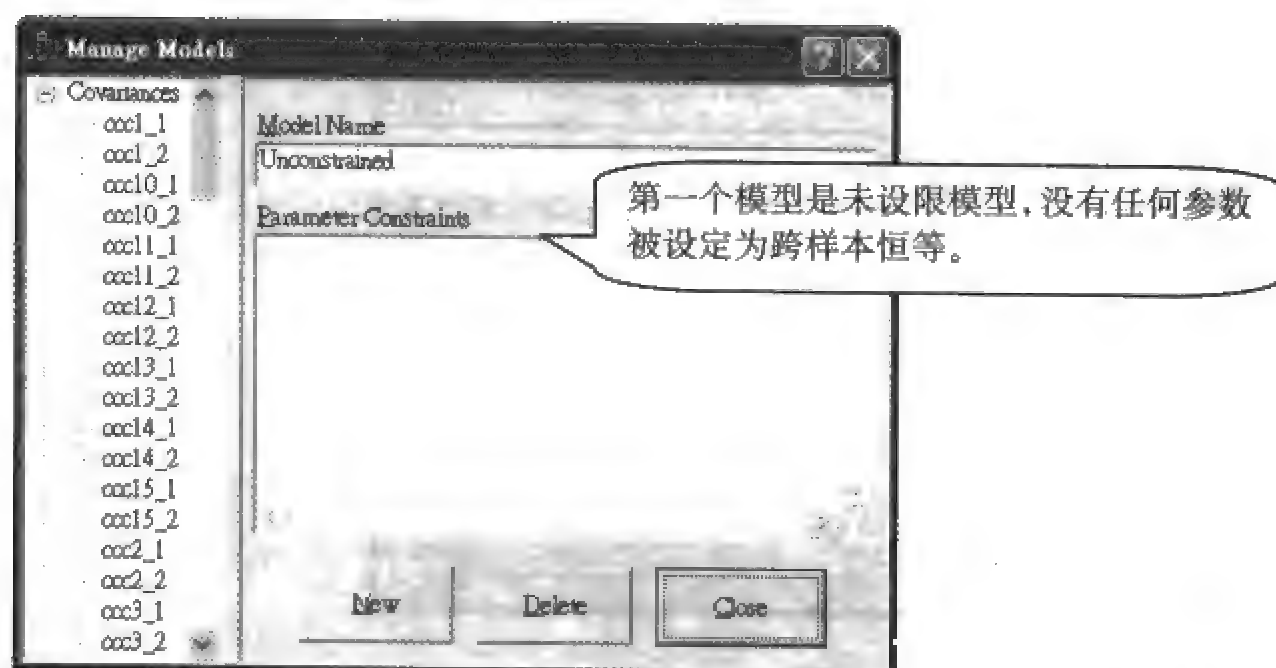 Manage Models
Covariances
ccc1_1
ccc1_2
ccc10_1
ccc10_2
ccc11_1
ccc11_2
ccc12_1
ccc12_2
ccc13_1
ccc13_2
ccc14_1
ccc14_2
ccc15_1
ccc15_2
ccc2_1
ccc2_2
ccc3_1
ccc3_2
Model Name
Unconstrained
Parameter Constraints
第一个模型是未设限模型，没有任何参数
被设定为跨样本恒等。
New
Delete
Close